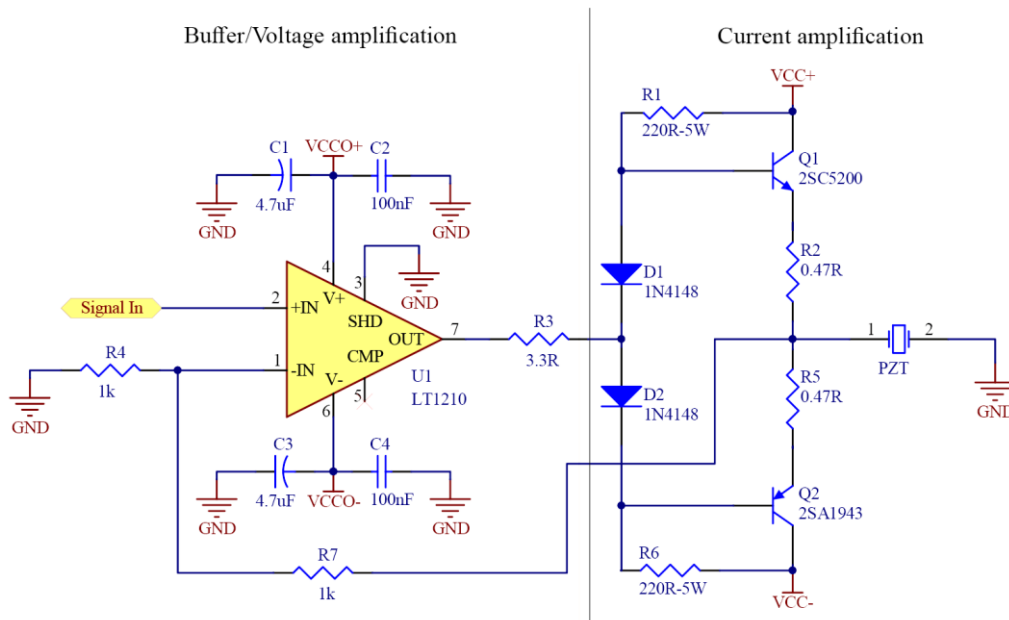 Buffer/Voltage amplification
Current amplification
VCC+
R1
220R-5W
C1
VCCO+
C2
Q1
2SC5200
4.7uF
100nF
GND
GND
4
3
GND
R2
0.47R
D1
1N4148
V+
Signal In
2
+IN
SHD
OUT
7
R3
3.3R
1
2
PZT
R4
1k
1
-IN
CMP
V-
5
6
U1
LT1210
D2
1N4148
R5
0.47R
GND
GND
C3
C4
4.7uF
VCCO-
100nF
GND
GND
Q2
2SA1943
R7
1k
R6
220R-5W
VCC-